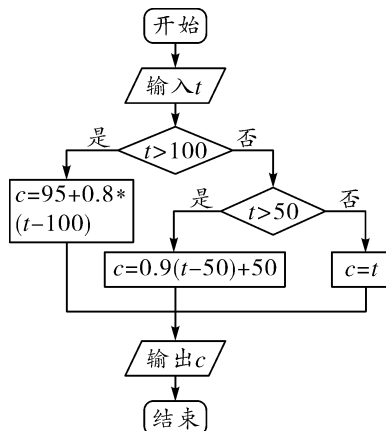 开始
输入t
是
t>100
否
c=95+0.8*
(t-100)
是
t>50
否
c=0.9(t-50)+50
c=t
输出c
结束